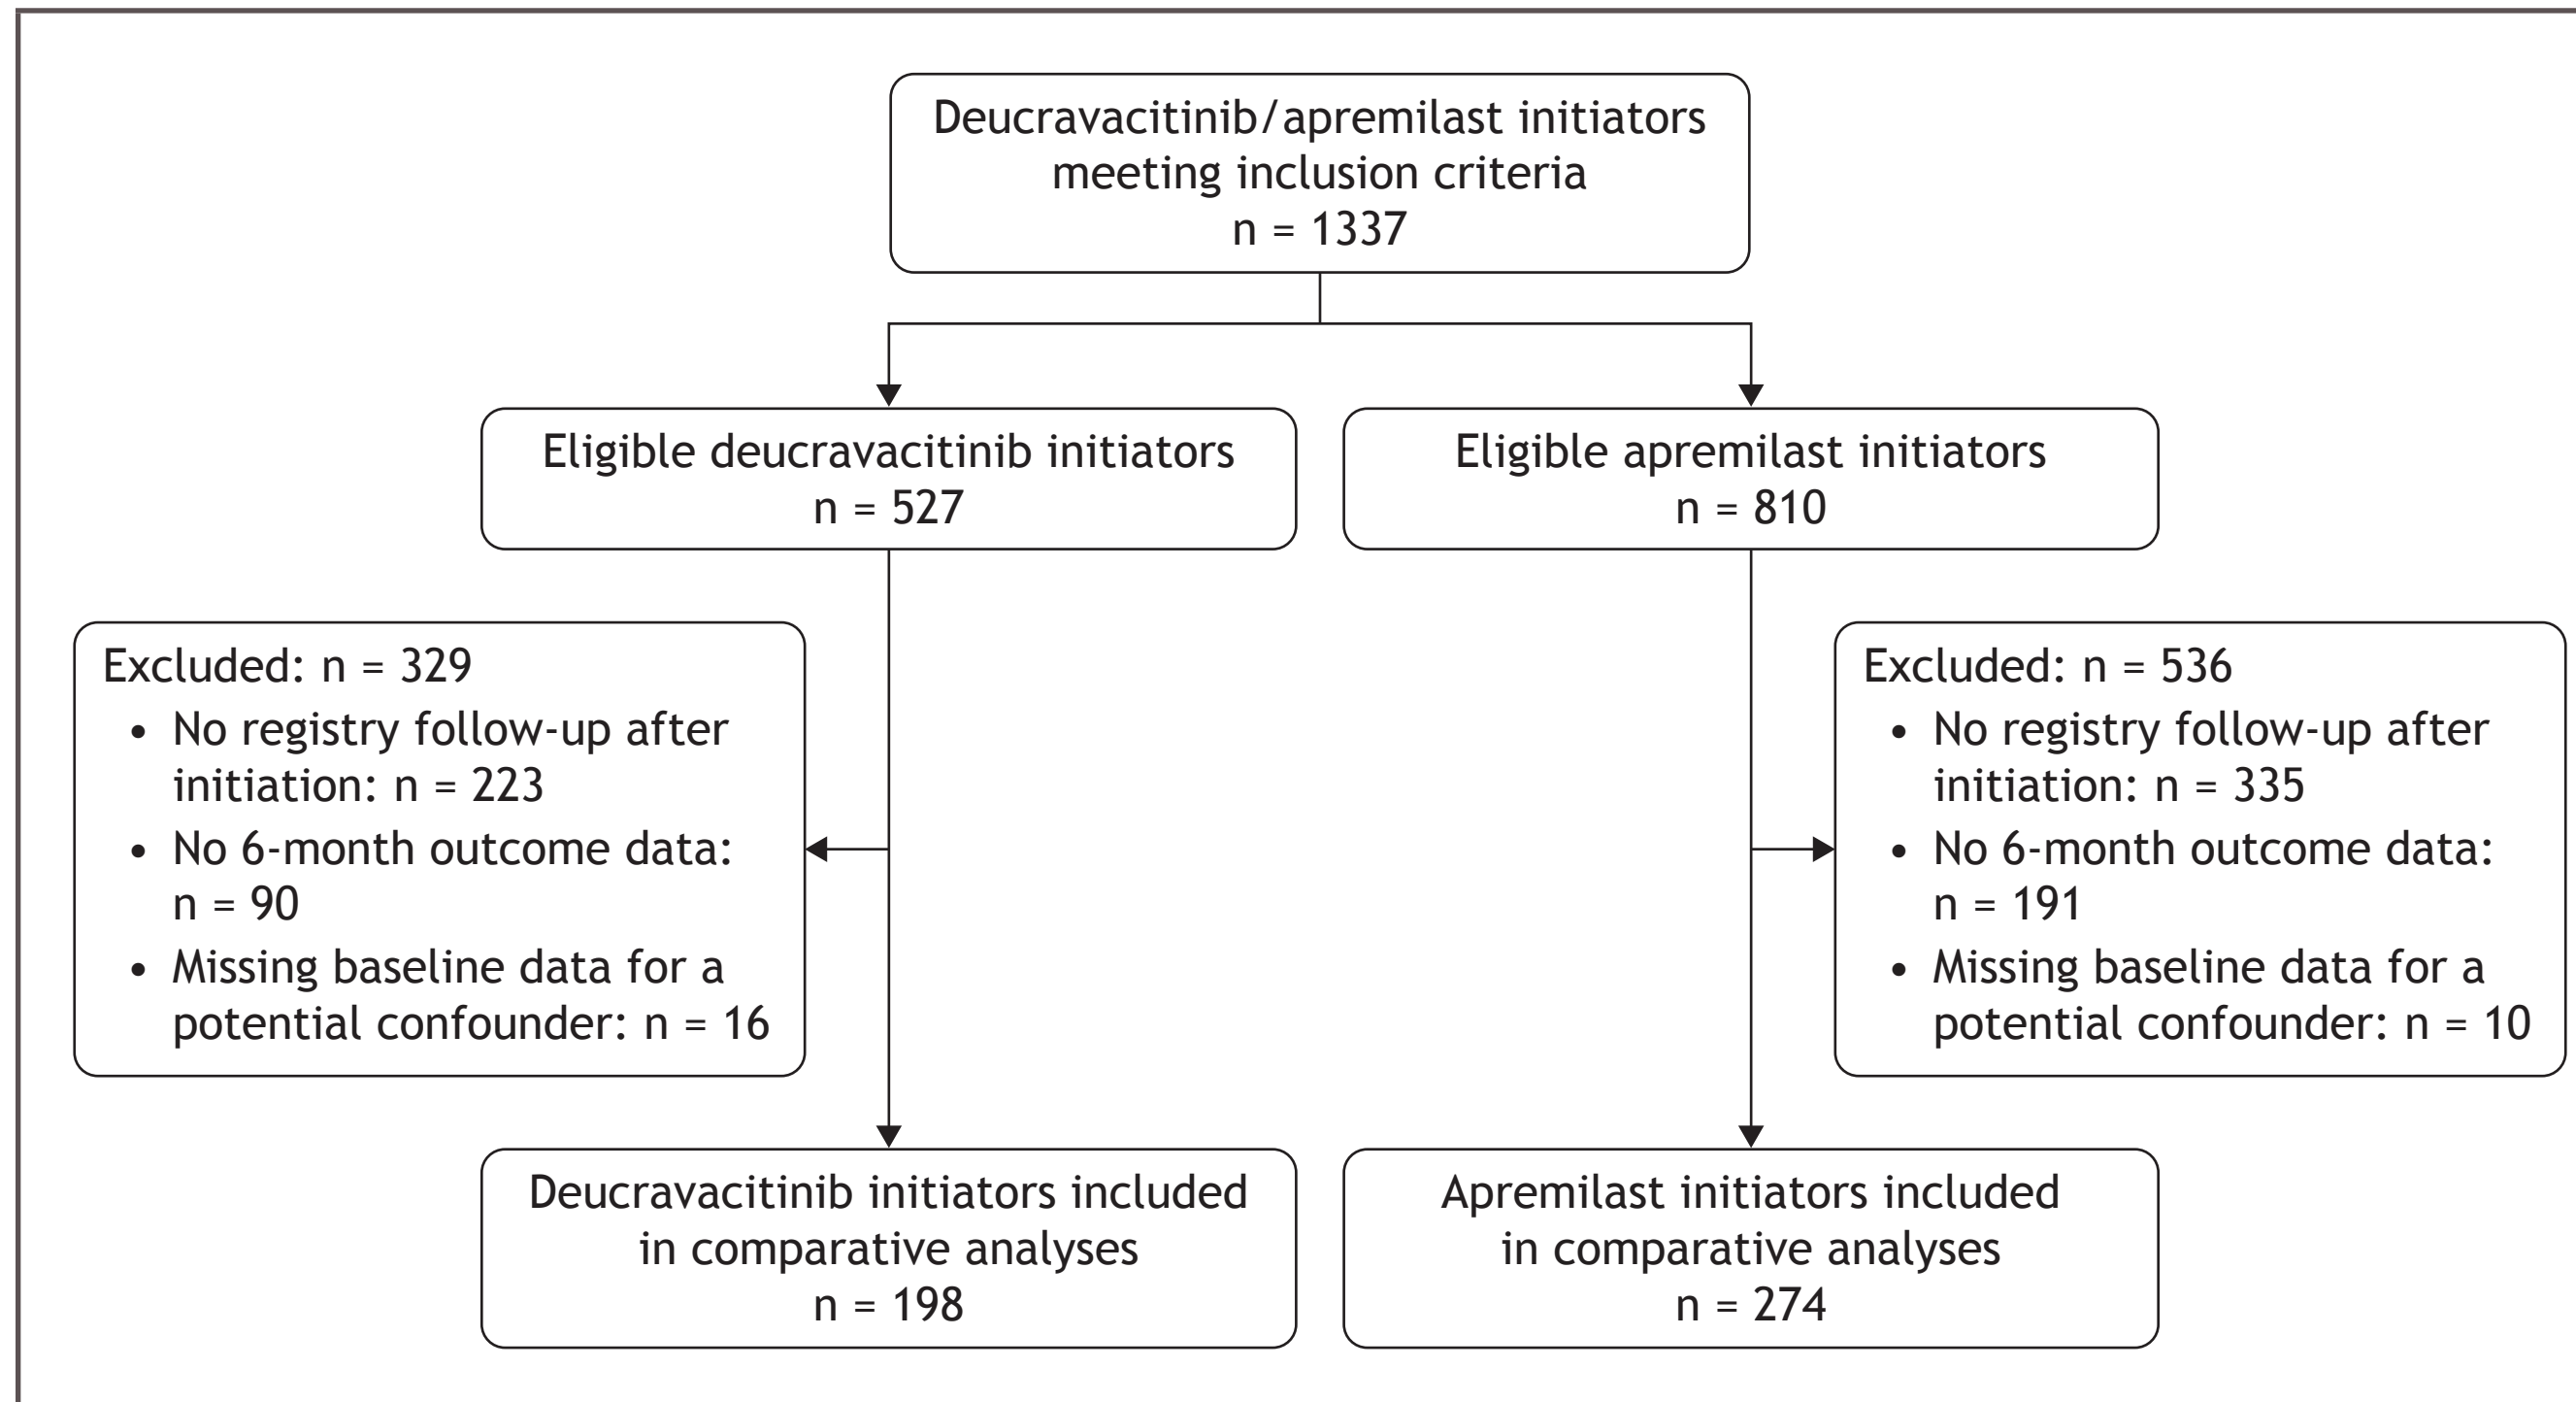 Deucravacitinib/apremilast initiators
meeting inclusion criteria
n = 1337
Eligible deucravacitinib initiators
n = 527
Eligible apremilast initiators
n = 810
Excluded: n = 329
• No registry follow-up after
initiation: n = 223
• No 6-month outcome data:
n = 90
• Missing baseline data for a
potential confounder: n = 16
Excluded: n = 536
• No registry follow-up after
initiation: n = 335
• No 6-month outcome data:
n = 191
• Missing baseline data for a
potential confounder: n = 10
Deucravacitinib initiators included
in comparative analyses
n = 198
Apremilast initiators included
in comparative analyses
n = 274